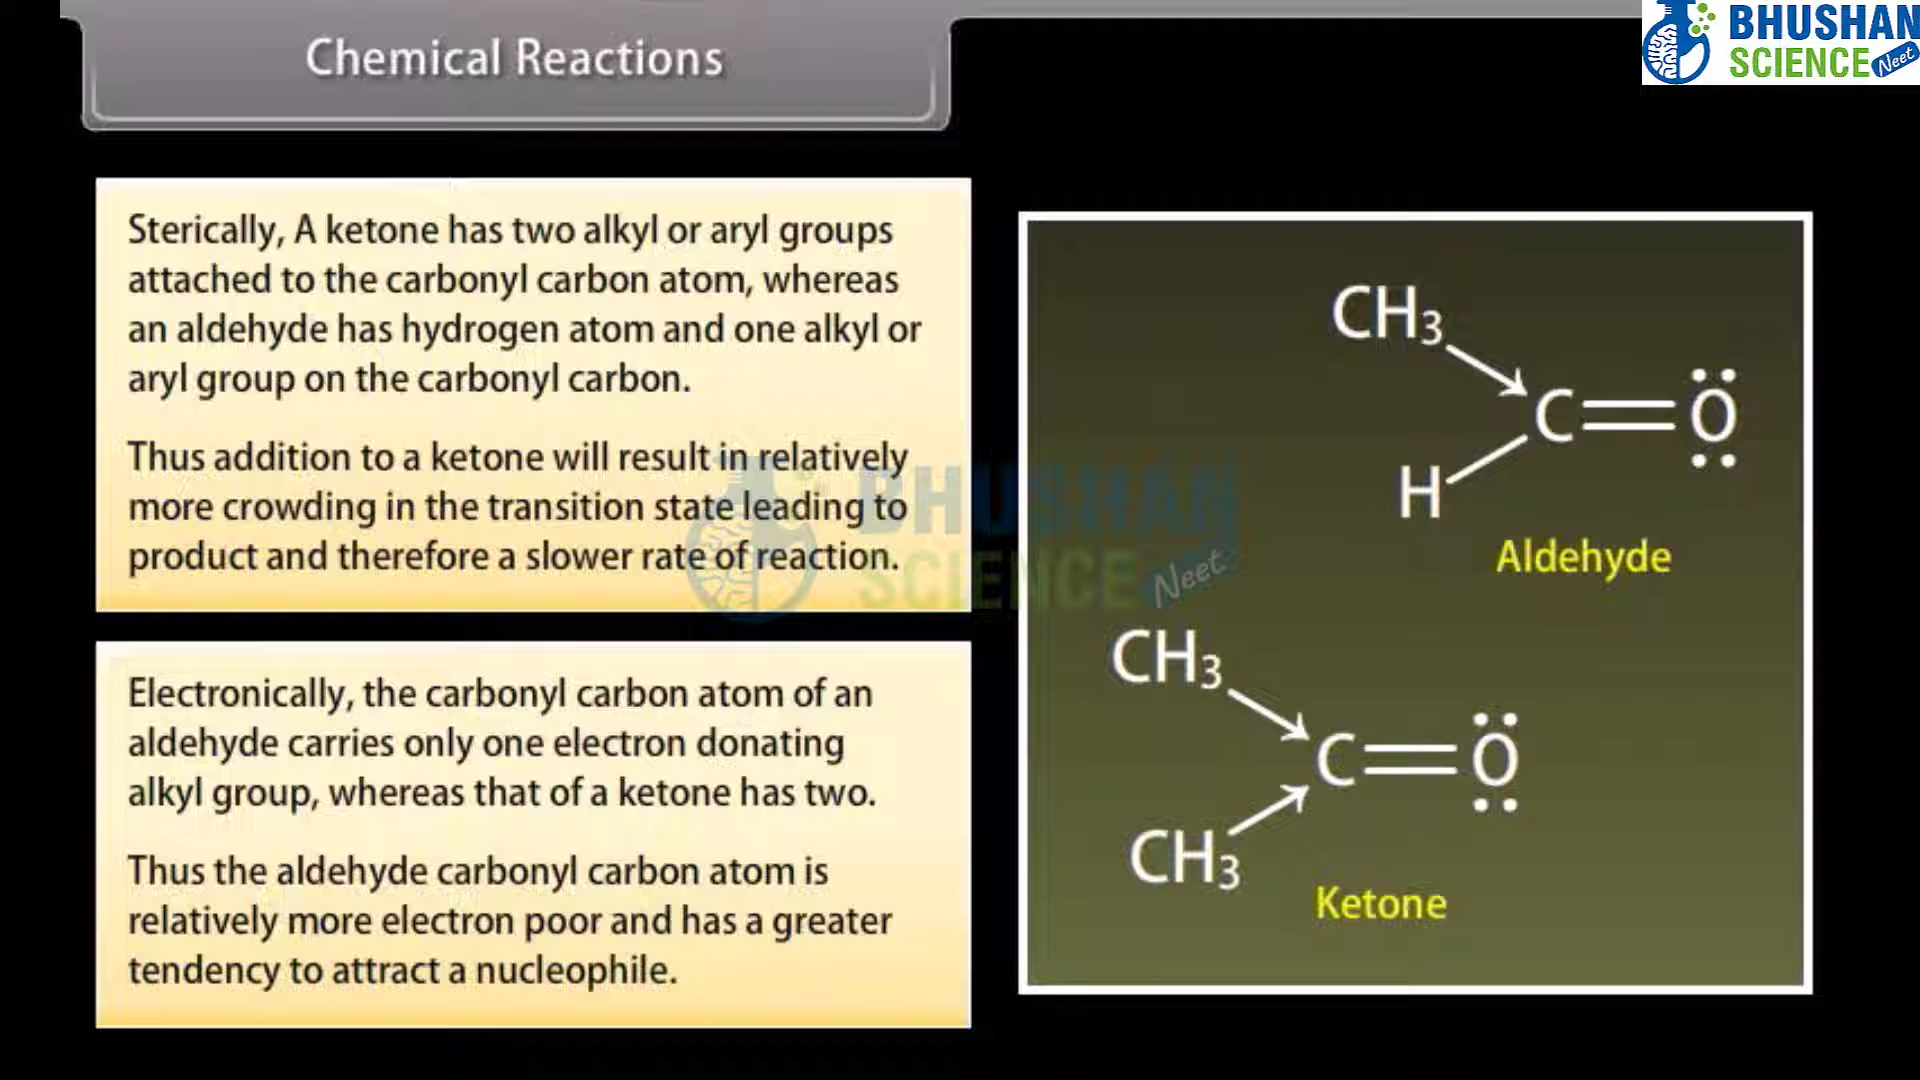 Chemical Reactions
BHUSHAN
SCIENCE Neet
Sterically, A ketone has two alkyl or aryl groups
attached to the carbonyl carbon atom, whereas
an aldehyde has hydrogen atom and one alkyl or
aryl group on the carbonyl carbon.
Thus addition to a ketone will result in relatively
more crowding in the transition state leading to
product and therefore a slower rate of reaction.
Electronically, the carbonyl carbon atom of an
aldehyde carries only one electron donating
alkyl group, whereas that of a ketone has two.
Thus the aldehyde carbonyl carbon atom is
relatively more electron poor and has a greater
tendency to attract a nucleophile.
CH₃
C=O
H
Aldehyde
CH₃
C=O
CH₃
Ketone
BHUSHAN
SCIENCE Neet